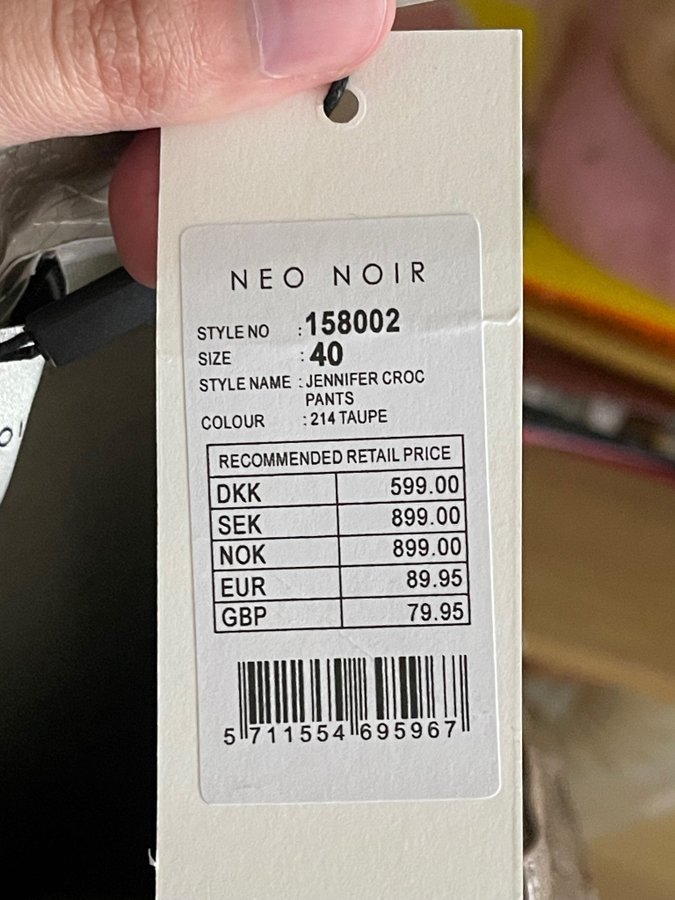 NEO NOIR
STYLE NO : 158002
SIZE : 40
STYLE NAME : JENNIFER CROC
PANTS
COLOUR : 214 TAUPE
RECOMMENDED RETAIL PRICE
DKK 599.00
SEK 899.00
NOK 899.00
EUR 89.95
GBP 79.95
5 711554 695967